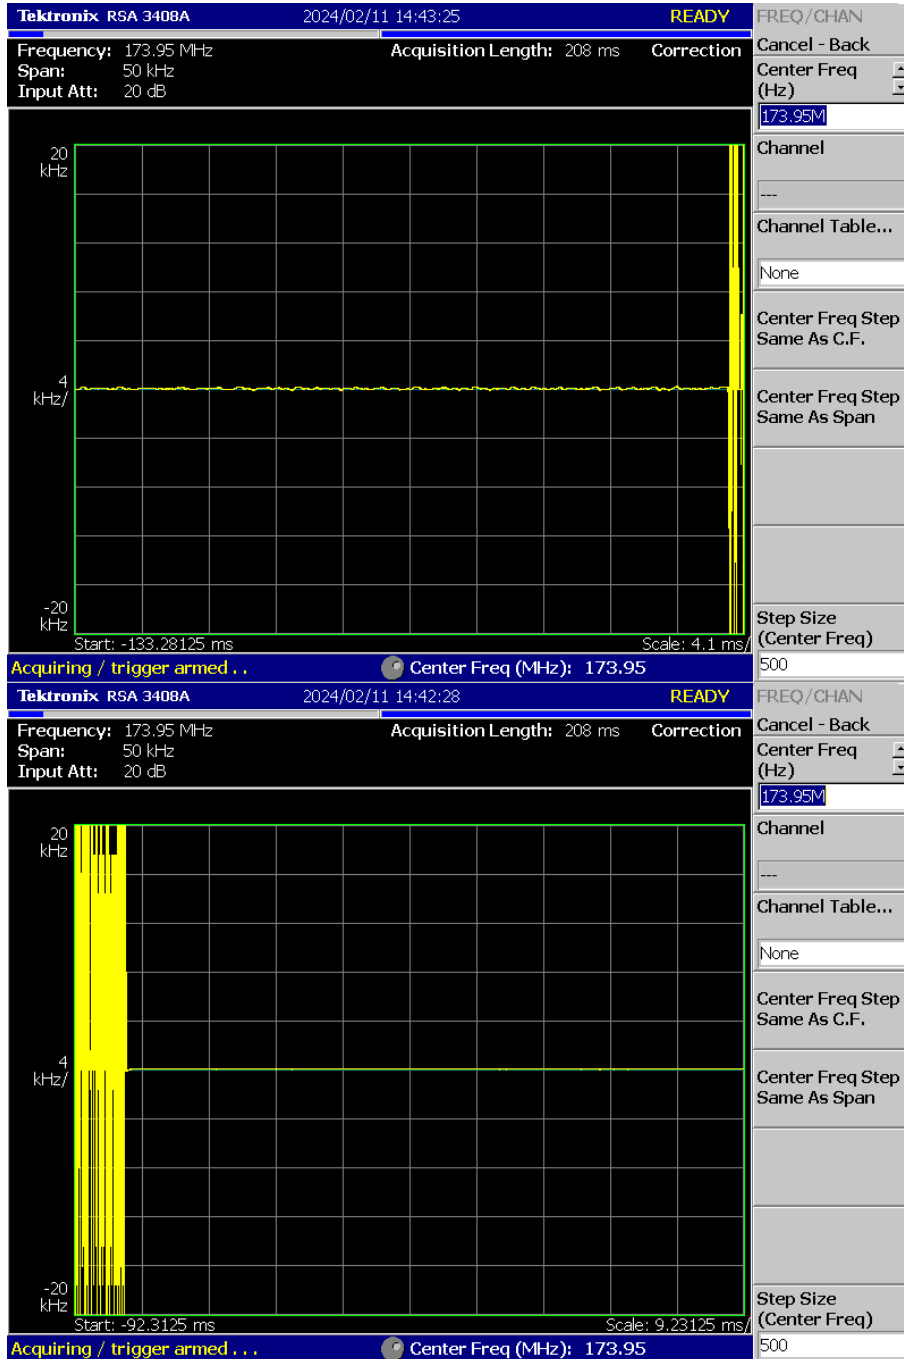 Tektronix RSA 3408A 2024/02/11 14:43:25 READY FREQ/CHAN
Cancel - Back
Frequency: 173.95 MHz Acquisition Length: 208 ms Correction
Span: 50 kHz
Input Att: 20 dB
Center Freq
(Hz)
173.95M
Channel
---
Channel Table...
None
Center Freq Step
Same As C.F.
Center Freq Step
Same As Span
Step Size
(Center Freq)
500
20
kHz
4
kHz/
-20
kHz
Start: -133.28125 ms Scale: 4.1 ms/
Acquiring / trigger armed . . Center Freq (MHz): 173.95
Tektronix RSA 3408A 2024/02/11 14:42:28 READY FREQ/CHAN
Cancel - Back
Frequency: 173.95 MHz Acquisition Length: 208 ms Correction
Span: 50 kHz
Input Att: 20 dB
Center Freq
(Hz)
173.95M
Channel
---
Channel Table...
None
Center Freq Step
Same As C.F.
Center Freq Step
Same As Span
Step Size
(Center Freq)
500
20
kHz
4
kHz/
-20
kHz
Start: -92.3125 ms Scale: 9.23125 ms/
Acquiring / trigger armed . . . Center Freq (MHz): 173.95